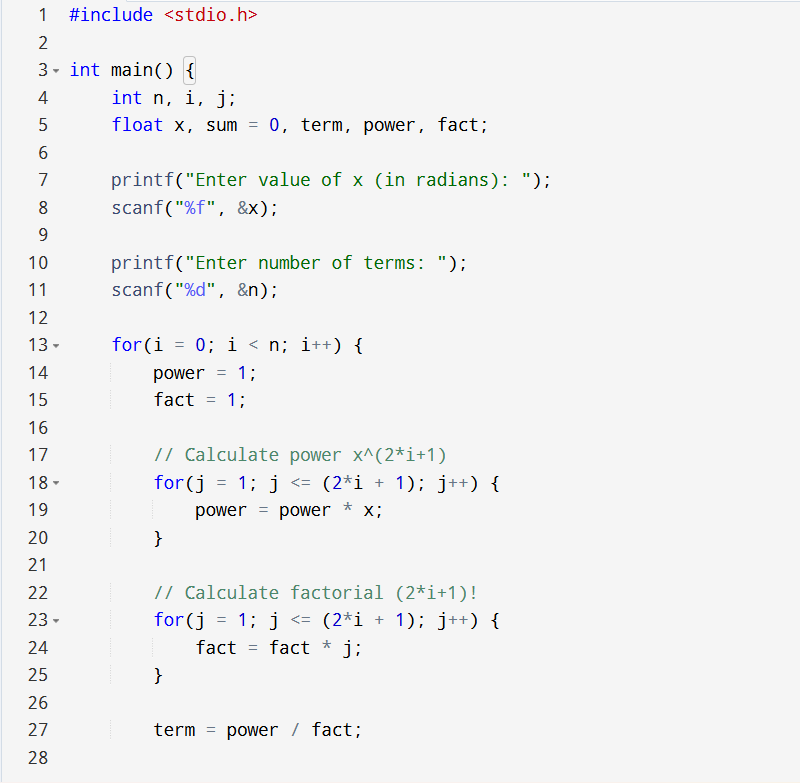 1 #include <stdio.h>
2
3 int main() {
4     int n, i, j;
5     float x, sum = 0, term, power, fact;
6
7     printf("Enter value of x (in radians): ");
8     scanf("%f", &x);
9
10     printf("Enter number of terms: ");
11     scanf("%d", &n);
12
13     for(i = 0; i < n; i++) {
14         power = 1;
15         fact = 1;
16
17         // Calculate power x^(2*i+1)
18         for(j = 1; j <= (2*i + 1); j++) {
19             power = power * x;
20         }
21
22         // Calculate factorial (2*i+1)!
23         for(j = 1; j <= (2*i + 1); j++) {
24             fact = fact * j;
25         }
26
27         term = power / fact;
28